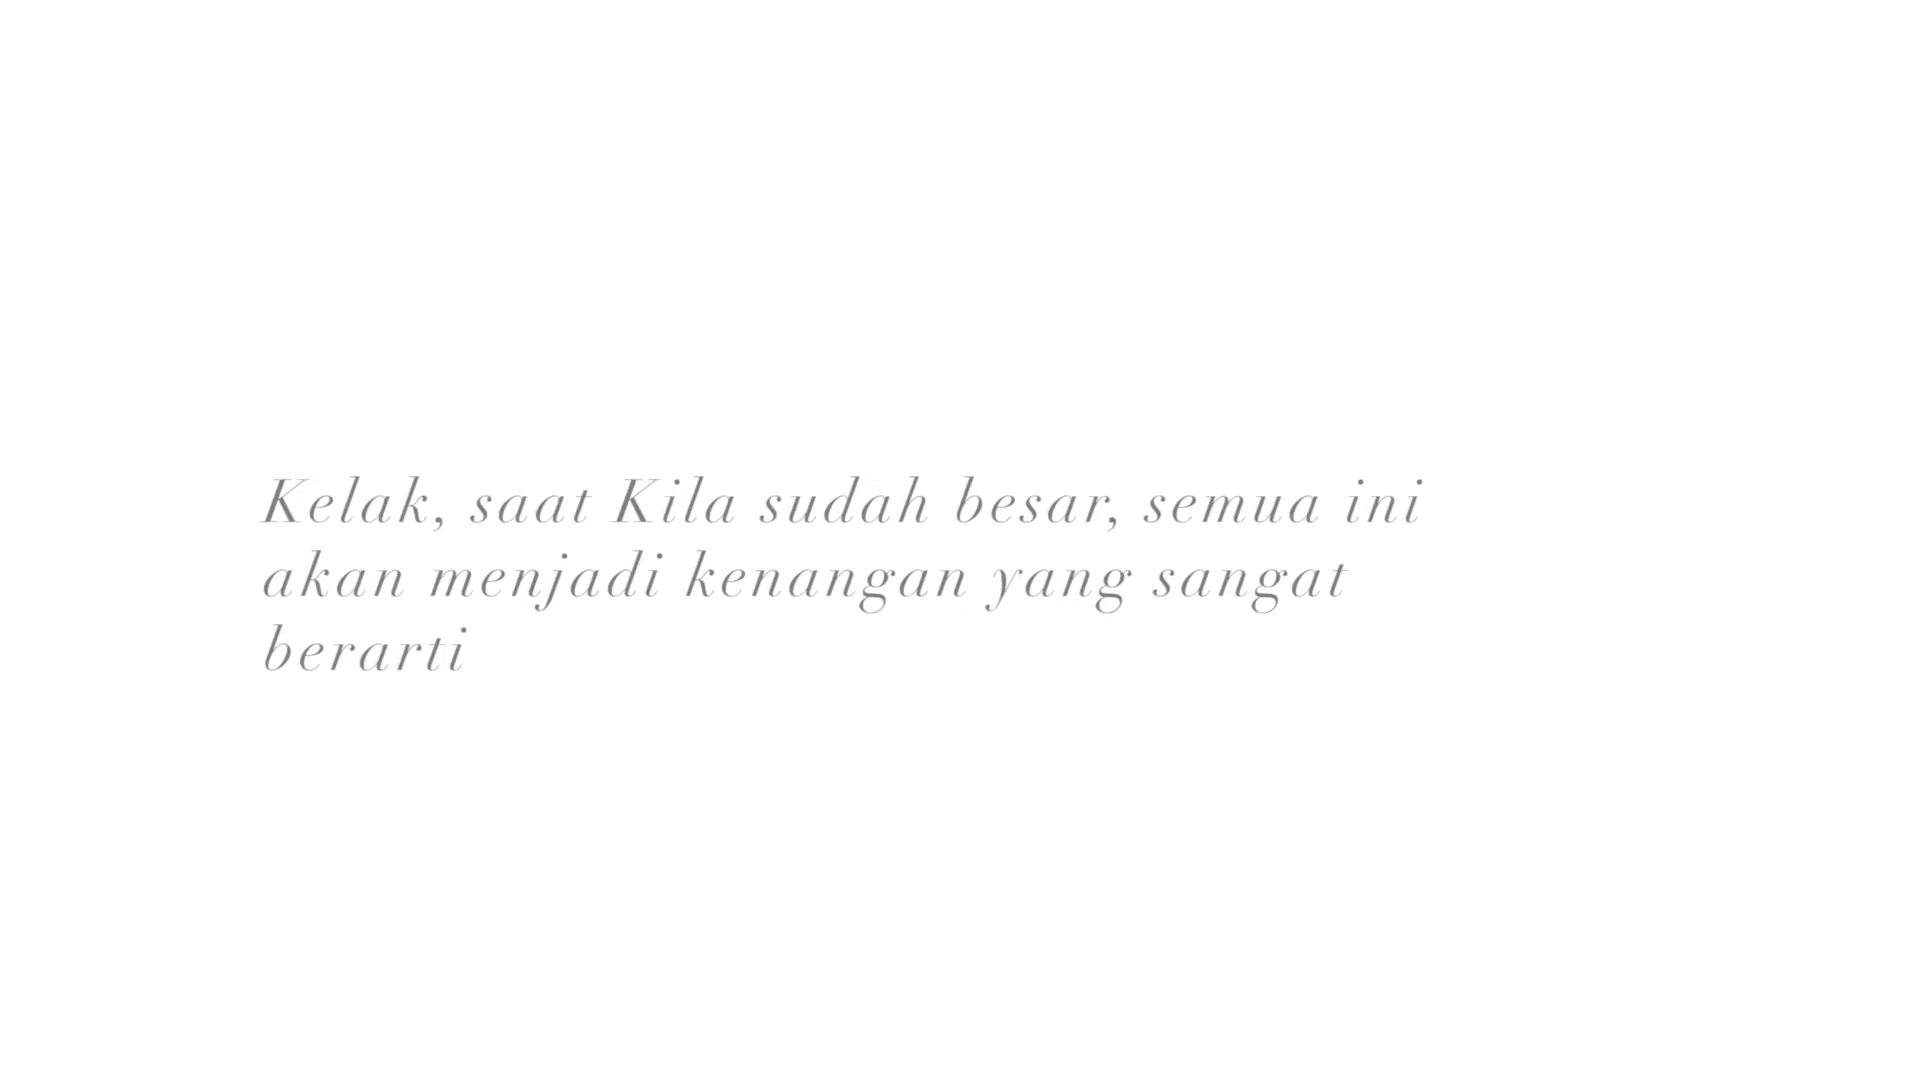 Kelak, saat Kila sudah besar, semua ini
akan menjadi kenangan yang sangat
berarti